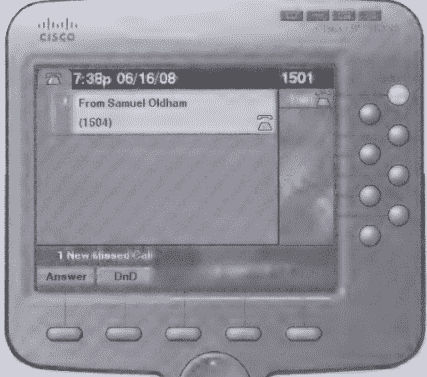 CISCO
7:38p 06/16/08
1501
From Samuel Oldham
(1504)
1 New Missed Call
Answer
DnD